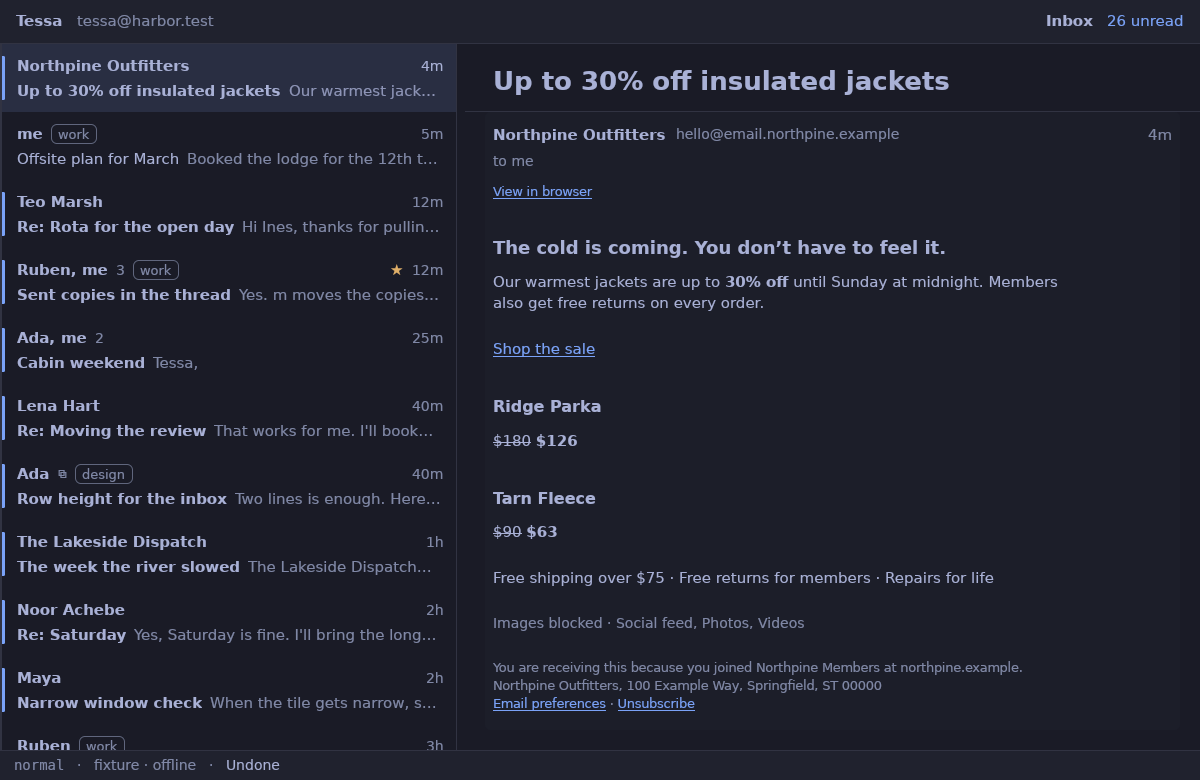 Tessa tessa@harbor.test
Inbox 26 unread
Northpine Outfitters 4m
Up to 30% off insulated jackets Our warmest jack…
me work 5m
Offsite plan for March Booked the lodge for the 12th t…
Teo Marsh 12m
Re: Rota for the open day Hi Ines, thanks for pullin…
Ruben, me 3 work ★ 12m
Sent copies in the thread Yes. m moves the copies…
Ada, me 2 25m
Cabin weekend Tessa,
Lena Hart 40m
Re: Moving the review That works for me. I'll book…
Ada design 40m
Row height for the inbox Two lines is enough. Here…
The Lakeside Dispatch 1h
The week the river slowed The Lakeside Dispatch…
Noor Achebe 2h
Re: Saturday Yes, Saturday is fine. I'll bring the long…
Maya 2h
Narrow window check When the tile gets narrow, s…
Ruben work 3h
Up to 30% off insulated jackets
Northpine Outfitters hello@email.northpine.example 4m
to me
View in browser
The cold is coming. You don’t have to feel it.
Our warmest jackets are up to 30% off until Sunday at midnight. Members
also get free returns on every order.
Shop the sale
Ridge Parka
$180 $126
Tarn Fleece
$90 $63
Free shipping over $75 · Free returns for members · Repairs for life
Images blocked · Social feed, Photos, Videos
You are receiving this because you joined Northpine Members at northpine.example.
Northpine Outfitters, 100 Example Way, Springfield, ST 00000
Email preferences · Unsubscribe
normal · fixture · offline · Undone